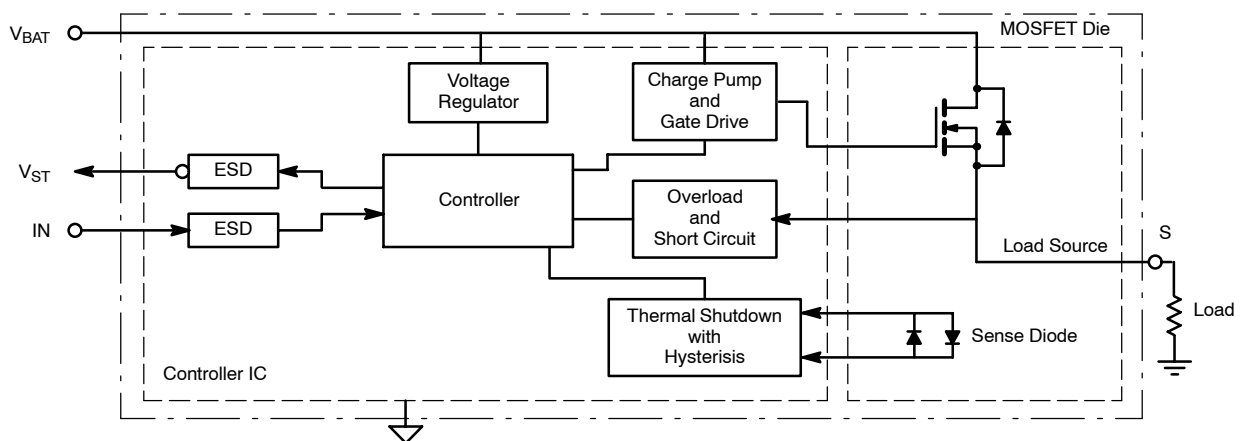 MOSFET Die
VBAT
Voltage
Regulator
Charge Pump
and
Gate Drive
VST
ESD
IN
ESD
Controller
Overload
and
Short Circuit
S
Load Source
Load
Thermal Shutdown
with
Hysterisis
Sense Diode
Controller IC